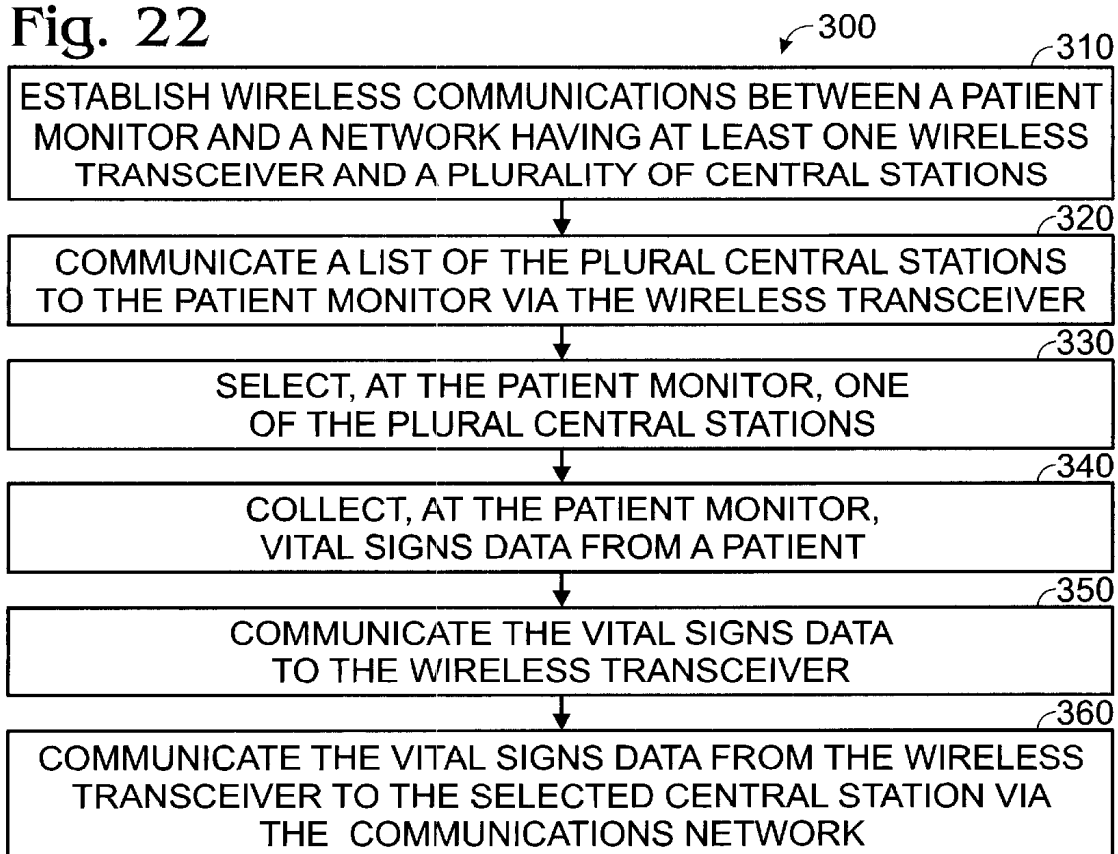 Fig. 22
300
310
ESTABLISH WIRELESS COMMUNICATIONS BETWEEN A PATIENT
MONITOR AND A NETWORK HAVING AT LEAST ONE WIRELESS
TRANSCEIVER AND A PLURALITY OF CENTRAL STATIONS
320
COMMUNICATE A LIST OF THE PLURAL CENTRAL STATIONS
TO THE PATIENT MONITOR VIA THE WIRELESS TRANSCEIVER
330
SELECT, AT THE PATIENT MONITOR, ONE
OF THE PLURAL CENTRAL STATIONS
340
COLLECT, AT THE PATIENT MONITOR,
VITAL SIGNS DATA FROM A PATIENT
350
COMMUNICATE THE VITAL SIGNS DATA
TO THE WIRELESS TRANSCEIVER
360
COMMUNICATE THE VITAL SIGNS DATA FROM THE WIRELESS
TRANSCEIVER TO THE SELECTED CENTRAL STATION VIA
THE COMMUNICATIONS NETWORK